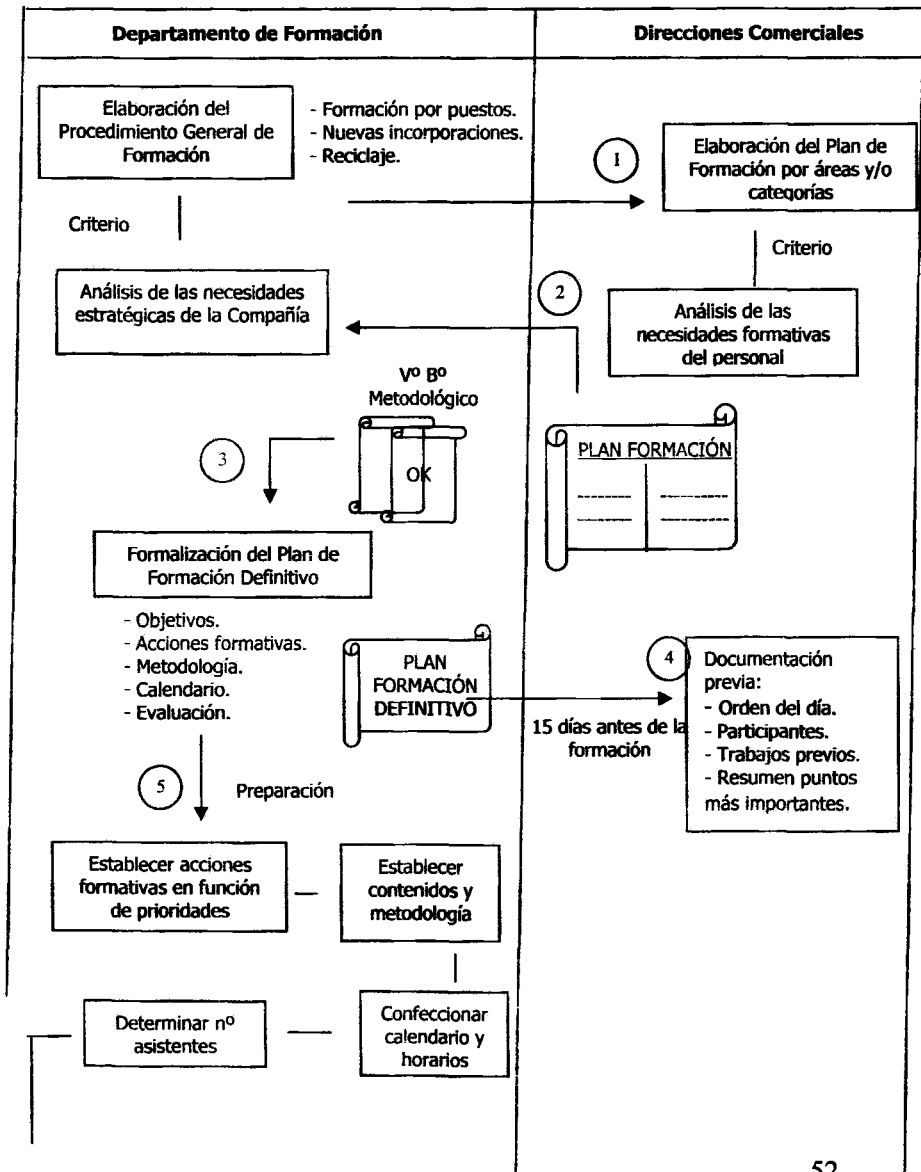 Departamento de Formación
Direcciones Comerciales
Elaboración del
Procedimiento General de
Formación
- Formación por puestos.
- Nuevas incorporaciones.
- Reciclaje.
1
Elaboración del Plan de
Formación por áreas y/o
categorías
Criterio
Criterio
Análisis de las necesidades
estratégicas de la Compañía
2
Análisis de las
necesidades formativas
del personal
Vº Bº
Metodológico
OK
3
PLAN FORMACIÓN
Formalización del Plan de
Formación Definitivo
- Objetivos.
- Acciones formativas.
- Metodología.
- Calendario.
- Evaluación.
PLAN
FORMACIÓN
DEFINITIVO
15 días antes de la
formación
4
Documentación
previa:
- Orden del día.
- Participantes.
- Trabajos previos.
- Resumen puntos
más importantes.
5
Preparación
Establecer acciones
formativas en función
de prioridades
Establecer
contenidos y
metodología
Determinar nº
asistentes
Confeccionar
calendario y
horarios
52